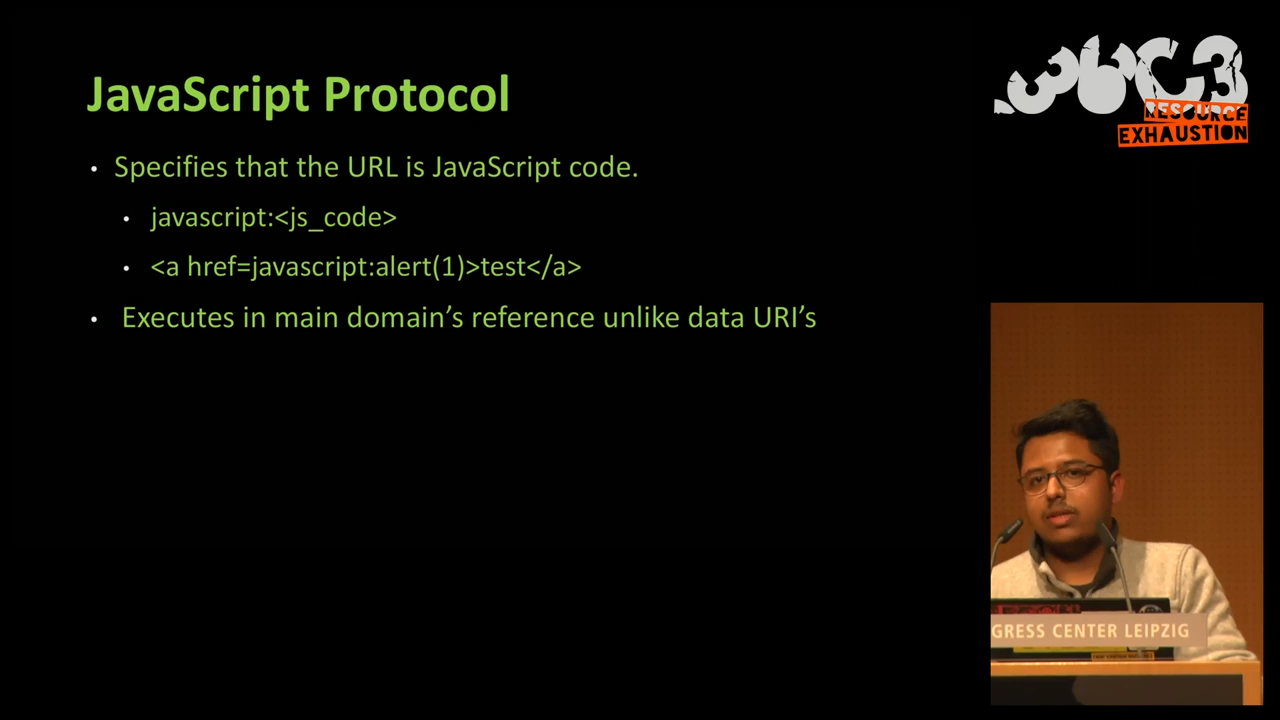 JavaScript Protocol
• Specifies that the URL is JavaScript code.
• javascript:<js_code>
• <a href=javascript:alert(1)>test</a>
• Executes in main domain’s reference unlike data URI’s
36C3
RESOURCE
EXHAUSTION
GRESS CENTER LEIPZIG